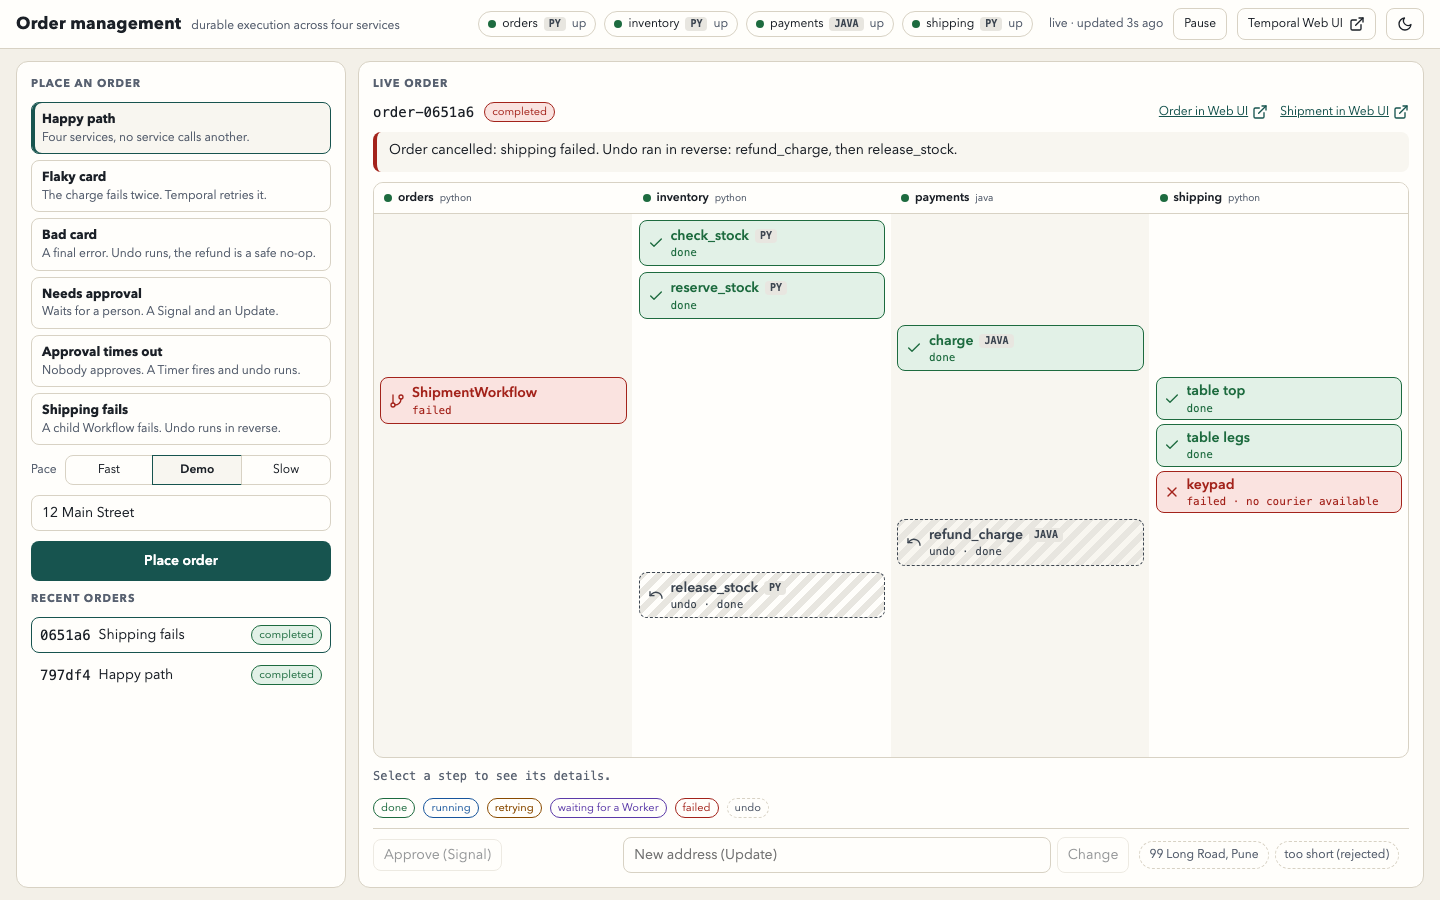 Order management durable execution across four services
orders PY up
inventory PY up
payments JAVA up
shipping PY up
live · updated 3s ago
Pause
Temporal Web UI
PLACE AN ORDER
Happy path
Four services, no service calls another.
Flaky card
The charge fails twice. Temporal retries it.
Bad card
A final error. Undo runs, the refund is a safe no-op.
Needs approval
Waits for a person. A Signal and an Update.
Approval times out
Nobody approves. A Timer fires and undo runs.
Shipping fails
A child Workflow fails. Undo runs in reverse.
Pace Fast Demo Slow
12 Main Street
Place order
RECENT ORDERS
0651a6 Shipping fails completed
797df4 Happy path completed
LIVE ORDER
order-0651a6 completed
Order in Web UI Shipment in Web UI
Order cancelled: shipping failed. Undo ran in reverse: refund_charge, then release_stock.
orders python inventory python payments java shipping python
check_stock PY
done
reserve_stock PY
done
charge JAVA
done
ShipmentWorkflow
failed
table top
done
table legs
done
keypad
failed · no courier available
refund_charge JAVA
undo · done
release_stock PY
undo · done
Select a step to see its details.
done running retrying waiting for a Worker failed undo
Approve (Signal) New address (Update) Change 99 Long Road, Pune too short (rejected)